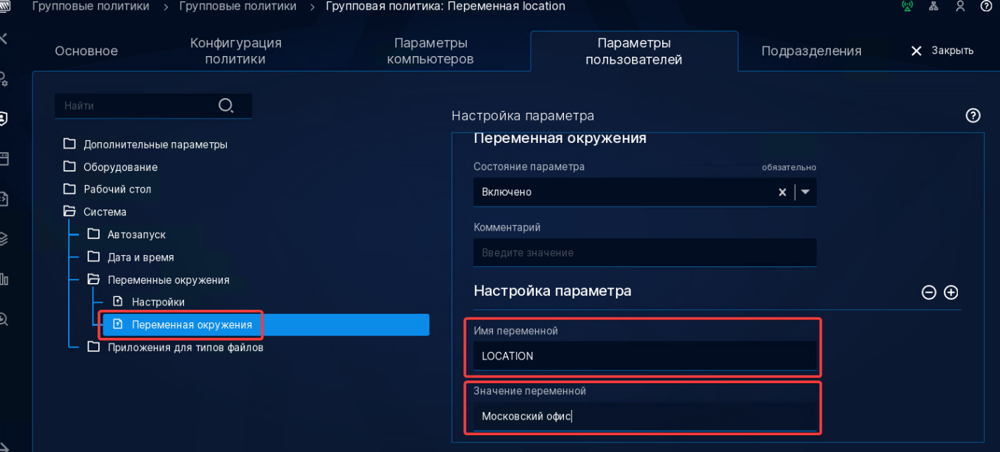 Групповые политики > Групповые политики > Групповая политика: Переменная location
Основное
Конфигурация
политики
Параметры
компьютеров
Параметры
пользователей
Подразделения
Закрыть
Найти
Дополнительные параметры
Оборудование
Рабочий стол
Система
Автозапуск
Дата и время
Переменные окружения
Настройки
Переменная окружения
Приложения для типов файлов
Настройка параметра
Переменная окружения
Состояние параметра
обязательно
Включено
Комментарий
Введите значение
Настройка параметра
Имя переменной
LOCATION
Значение переменной
Московский офис